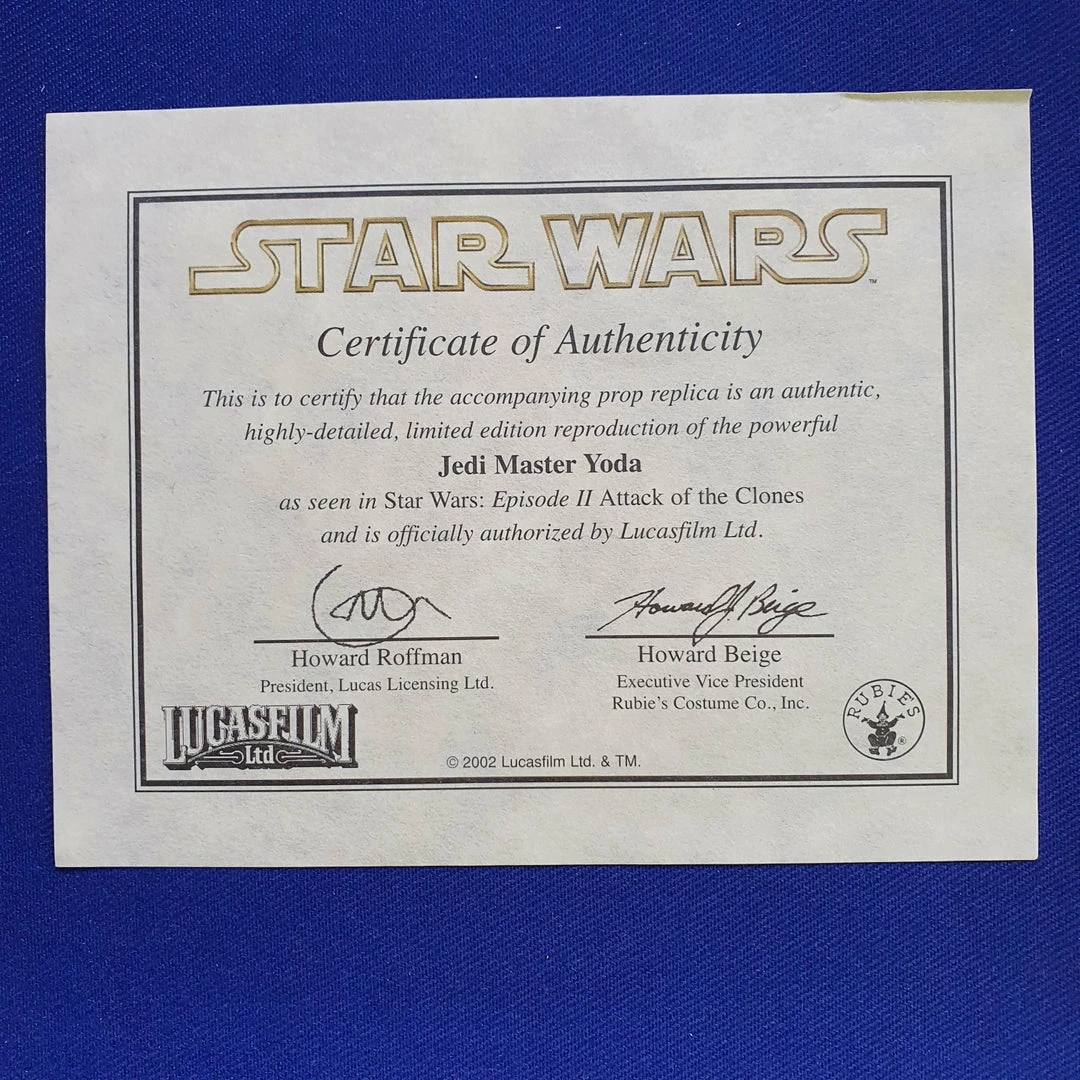 STAR WARS™
Certificate of Authenticity
This is to certify that the accompanying prop replica is an authentic,
highly-detailed, limited edition reproduction of the powerful
Jedi Master Yoda
as seen in Star Wars: Episode II Attack of the Clones
and is officially authorized by Lucasfilm Ltd.
Howard J. Beige
Howard Roffman
President, Lucas Licensing Ltd.
Howard Beige
Executive Vice President
Rubie's Costume Co., Inc.
LUCASFILM
Ltd
© 2002 Lucasfilm Ltd. & TM.
RUBIE'S
®